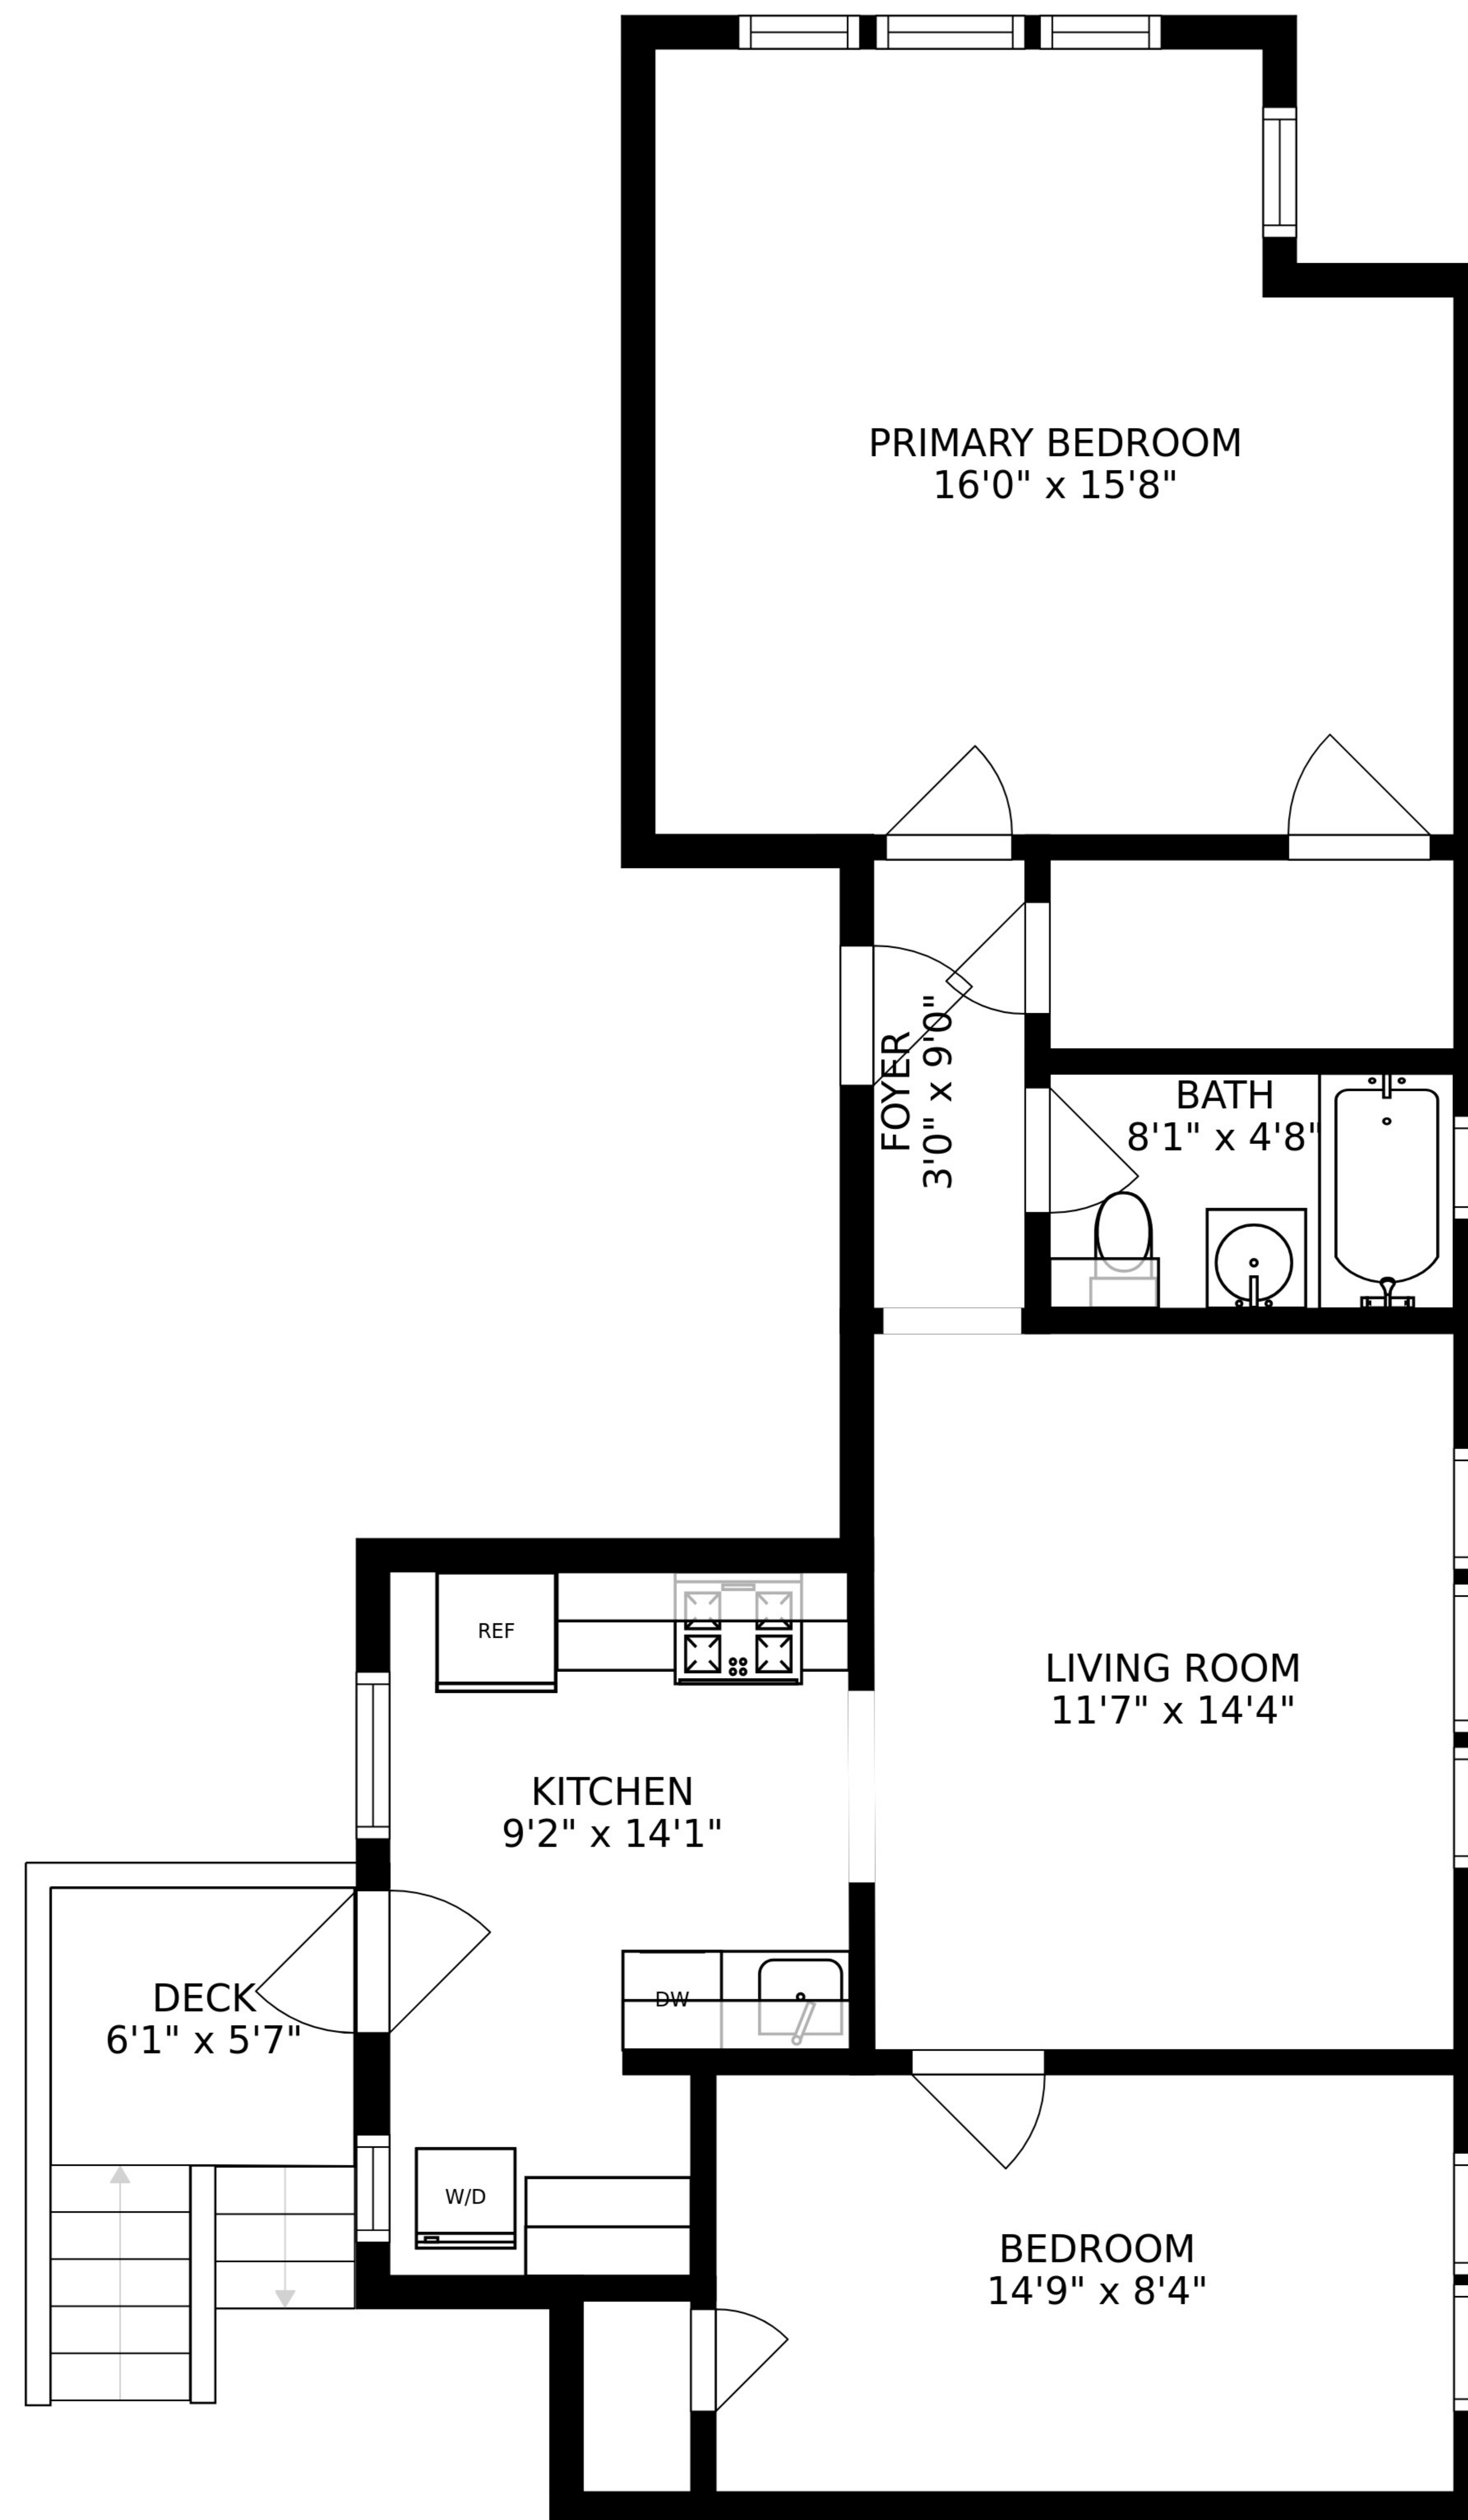 PRIMARY BEDROOM
16'0" x 15'8"
FOYER
3'0" x 9'0"
BATH
8'1" x 4'8"
REF
LIVING ROOM
11'7" x 14'4"
KITCHEN
9'2" x 14'1"
DECK
6'1" x 5'7"
DW
W/D
BEDROOM
14'9" x 8'4"